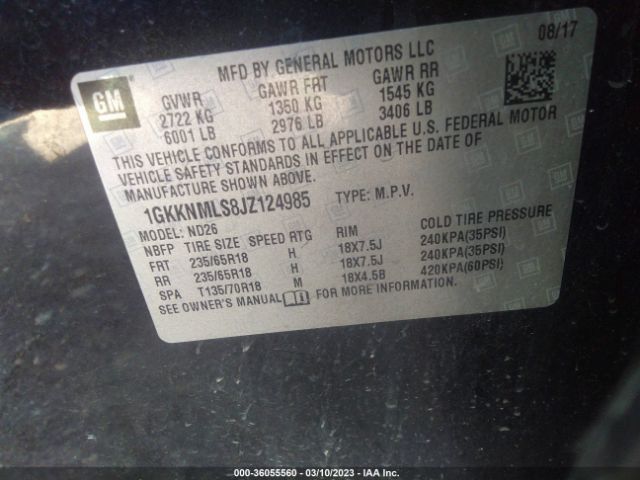 08/17
MFD BY GENERAL MOTORS LLC
GM
GVWR GAWR FRT GAWR RR
2722 KG 1350 KG 1545 KG
6001 LB 2976 LB 3406 LB
THIS VEHICLE CONFORMS TO ALL APPLICABLE U.S. FEDERAL MOTOR
VEHICLE SAFETY STANDARDS IN EFFECT ON THE DATE OF
MANUFACTURE SHOWN ABOVE.
1GKKNMLS8JZ124985 TYPE: M.P.V.
MODEL: ND26
NBFP TIRE SIZE SPEED RTG RIM COLD TIRE PRESSURE
FRT 235/65R18 H 18X7.5J 240KPA(35PSI)
RR 235/65R18 H 18X7.5J 240KPA(35PSI)
SPA T135/70R18 M 18X4.5B 420KPA(60PSI)
SEE OWNER'S MANUAL FOR MORE INFORMATION.
000-36055560 - 03/10/2023 - IAA Inc.